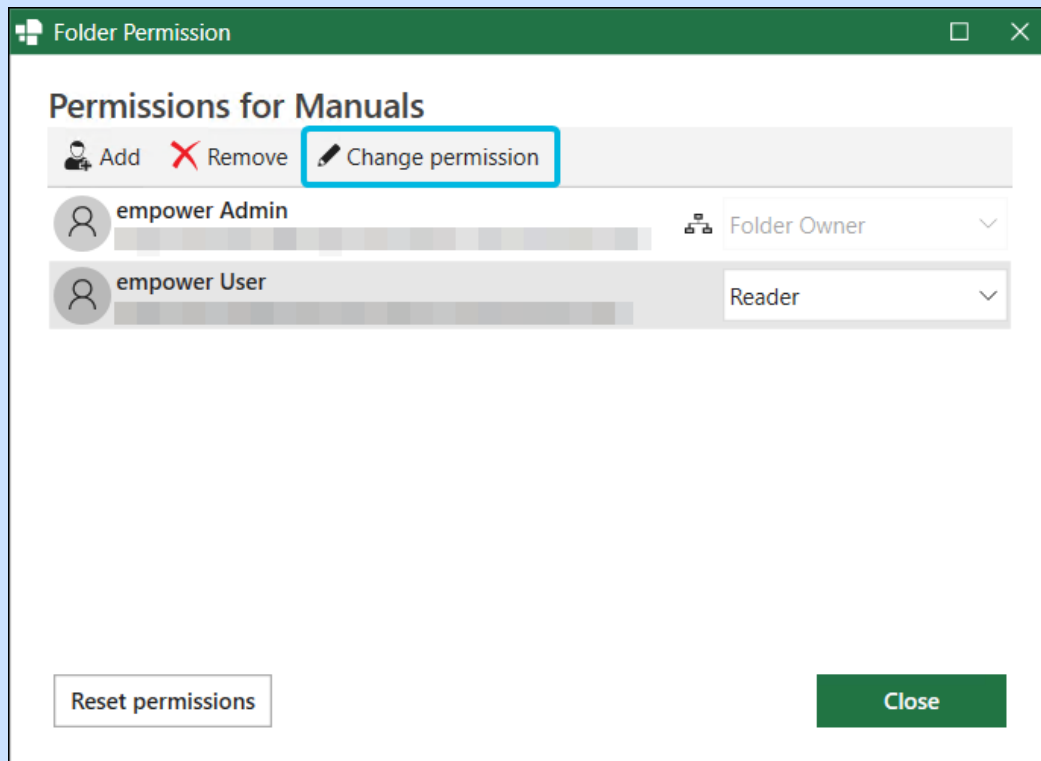 Folder Permission
Permissions for Manuals
Add Remove Change permission
empower Admin
Folder Owner
empower User
Reader
Reset permissions Close